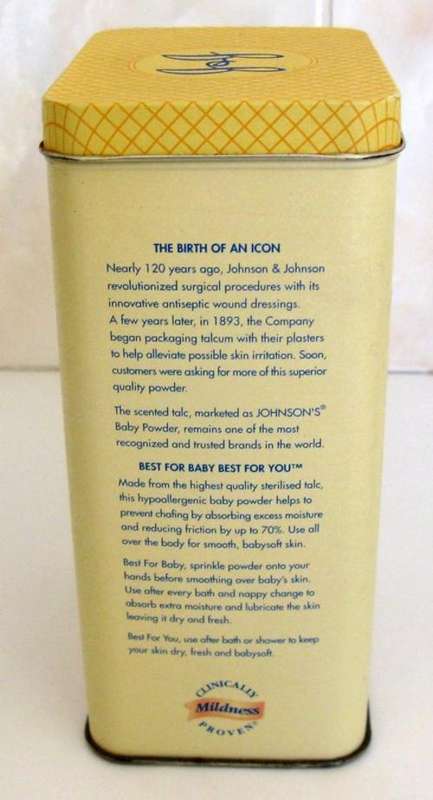 THE BIRTH OF AN ICON
Nearly 120 years ago, Johnson & Johnson
revolutionized surgical procedures with its
innovative antiseptic wound dressings.
A few years later, in 1893, the Company
began packaging talcum with their plasters
to help alleviate possible skin irritation. Soon,
customers were asking for more of this superior
quality powder.
The scented talc, marketed as JOHNSON'S®
Baby Powder, remains one of the most
recognized and trusted brands in the world.
BEST FOR BABY BEST FOR YOU™
Made from the highest quality sterilised talc,
this hypoallergenic baby powder helps to
prevent chafing by absorbing excess moisture
and reducing friction by up to 70%. Use all
over the body for smooth, babysoft skin.
Best For Baby, sprinkle powder onto your
hands before smoothing over baby's skin.
Use after every bath and nappy change to
absorb extra moisture and lubricate the skin
leaving it dry and fresh.
Best For You, use after bath or shower to keep
your skin dry, fresh and babysoft.
CLINICALLY
Mildness
PROVEN®